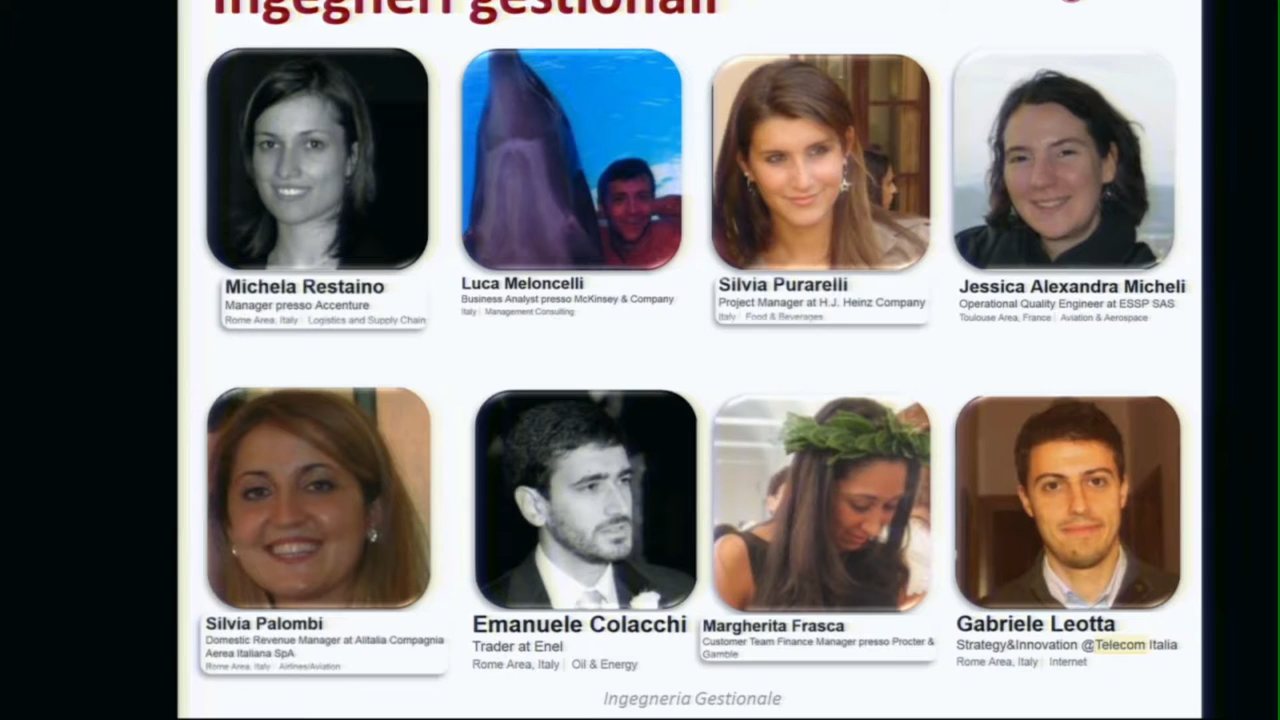 Ingegneri gestionali
Michela Restaino
Manager presso Accenture
Rome Area, Italy | Logistics and Supply Chain
Luca Meloncelli
Business Analyst presso McKinsey & Company
Italy | Management Consulting
Silvia Purarelli
Project Manager at H.J. Heinz Company
Italy | Food & Beverages
Jessica Alexandra Micheli
Operational Quality Engineer at ESSP SAS
Toulouse Area, France | Aviation & Aerospace
Silvia Palombi
Domestic Revenue Manager at Alitalia Compagnia
Aerea Italiana SpA
Rome Area, Italy | Airlines/Aviation
Emanuele Colacchi
Trader at Enel
Rome Area, Italy | Oil & Energy
Margherita Frasca
Customer Team Finance Manager presso Procter &
Gamble
Gabriele Leotta
Strategy&Innovation @Telecom Italia
Rome Area, Italy | Internet
Ingegneria Gestionale